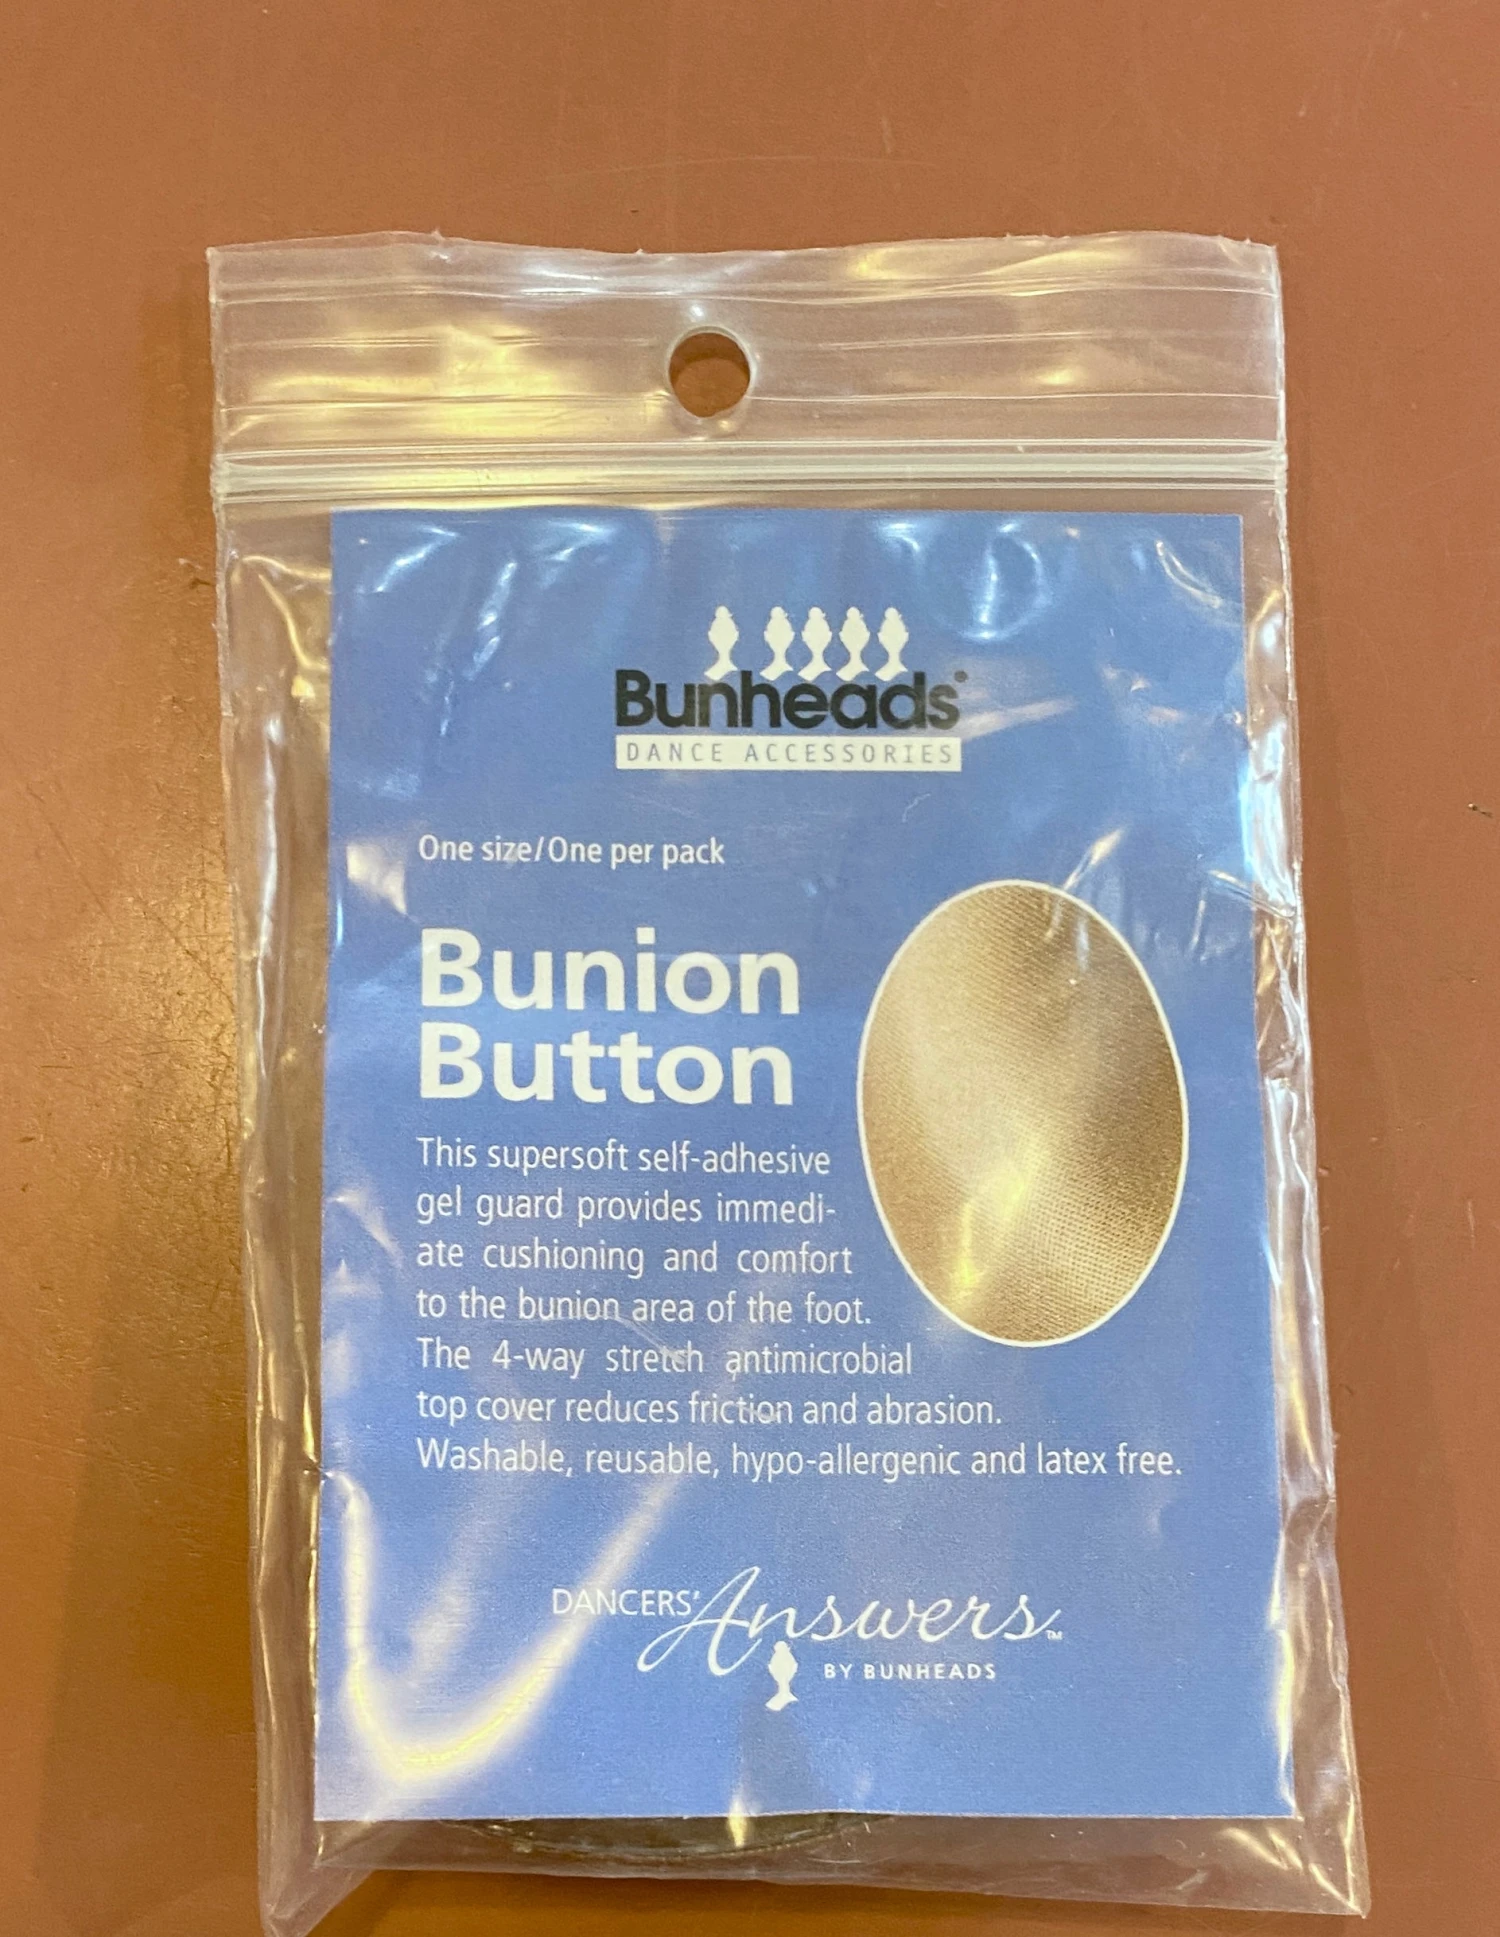 Bunheads®
DANCE ACCESSORIES
One size/One per pack
Bunion
Button
This supersoft self-adhesive
gel guard provides immedi-
ate cushioning and comfort
to the bunion area of the foot.
The 4-way stretch antimicrobial
top cover reduces friction and abrasion.
Washable, reusable, hypo-allergenic and latex free.
DANCERS' Answers™
BY BUNHEADS